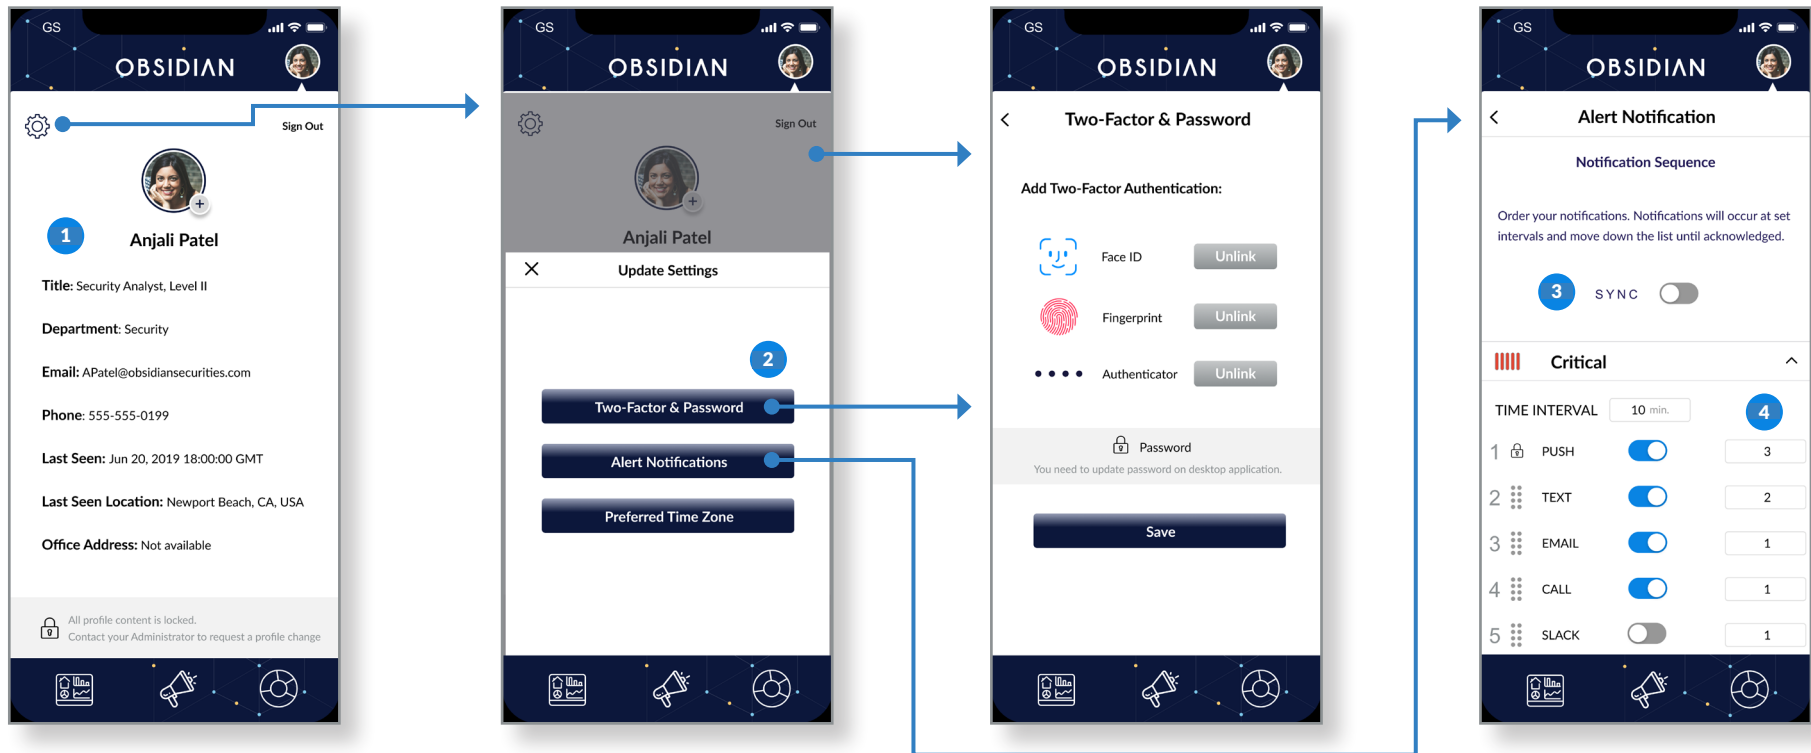 GS
OBSIDIAN
Sign Out
1
Anjali Patel
Title: Security Analyst, Level II
Department: Security
Email: APatel@obsidiansecurities.com
Phone: 555-555-0199
Last Seen: Jun 20, 2019 18:00:00 GMT
Last Seen Location: Newport Beach, CA, USA
Office Address: Not available
All profile content is locked.
Contact your Administrator to request a profile change
GS
OBSIDIAN
Sign Out
Anjali Patel
Update Settings
2
Two-Factor & Password
Alert Notifications
Preferred Time Zone
GS
OBSIDIAN
Two-Factor & Password
Add Two-Factor Authentication:
Face ID Unlink
Fingerprint Unlink
Authenticator Unlink
Password
You need to update password on desktop application.
Save
GS
OBSIDIAN
Alert Notification
Notification Sequence
Order your notifications. Notifications will occur at set
intervals and move down the list until acknowledged.
3 SYNC
Critical
TIME INTERVAL 10 min. 4
1 PUSH 3
2 TEXT 2
3 EMAIL 1
4 CALL 1
5 SLACK 1